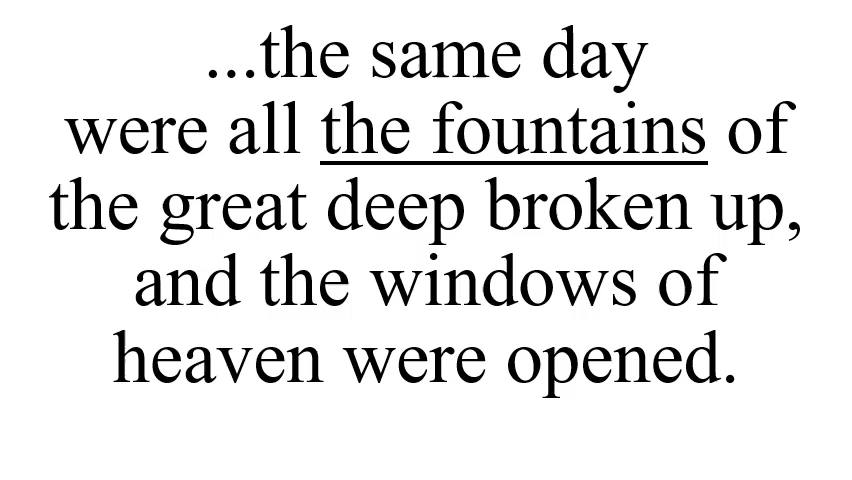 ...the same day
were all the fountains of
the great deep broken up,
and the windows of
heaven were opened.